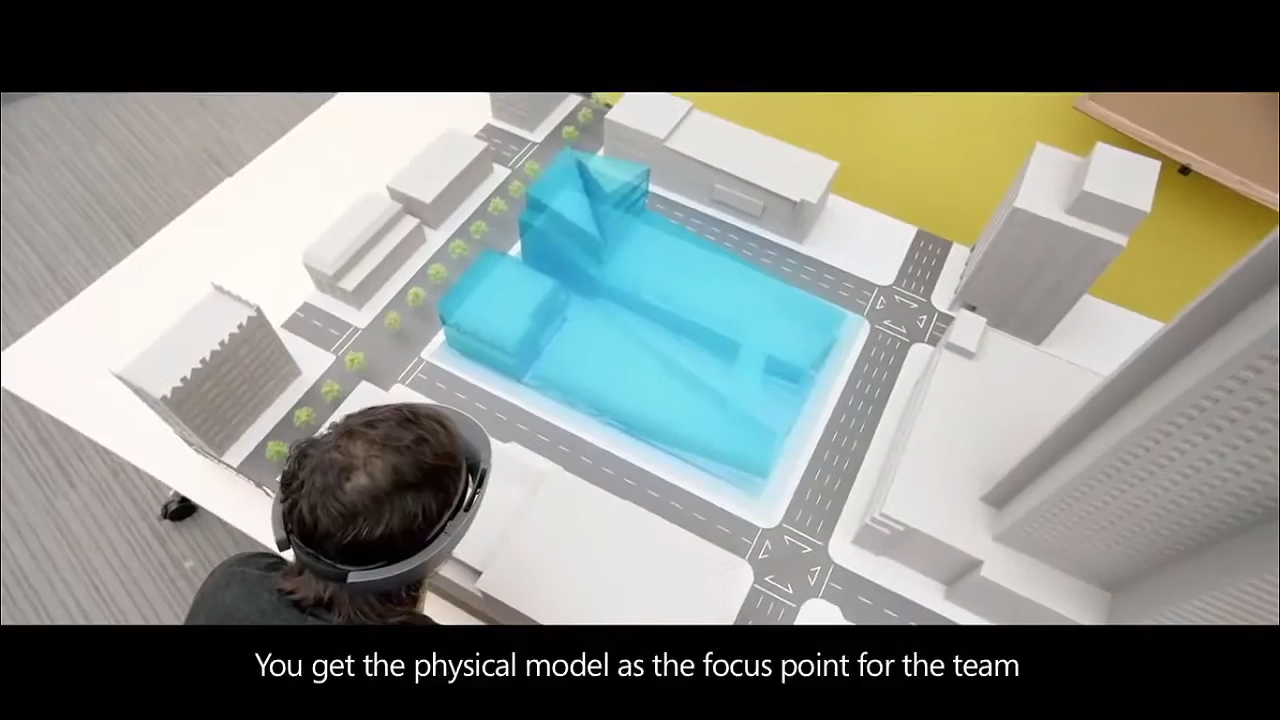 You get the physical model as the focus point for the team